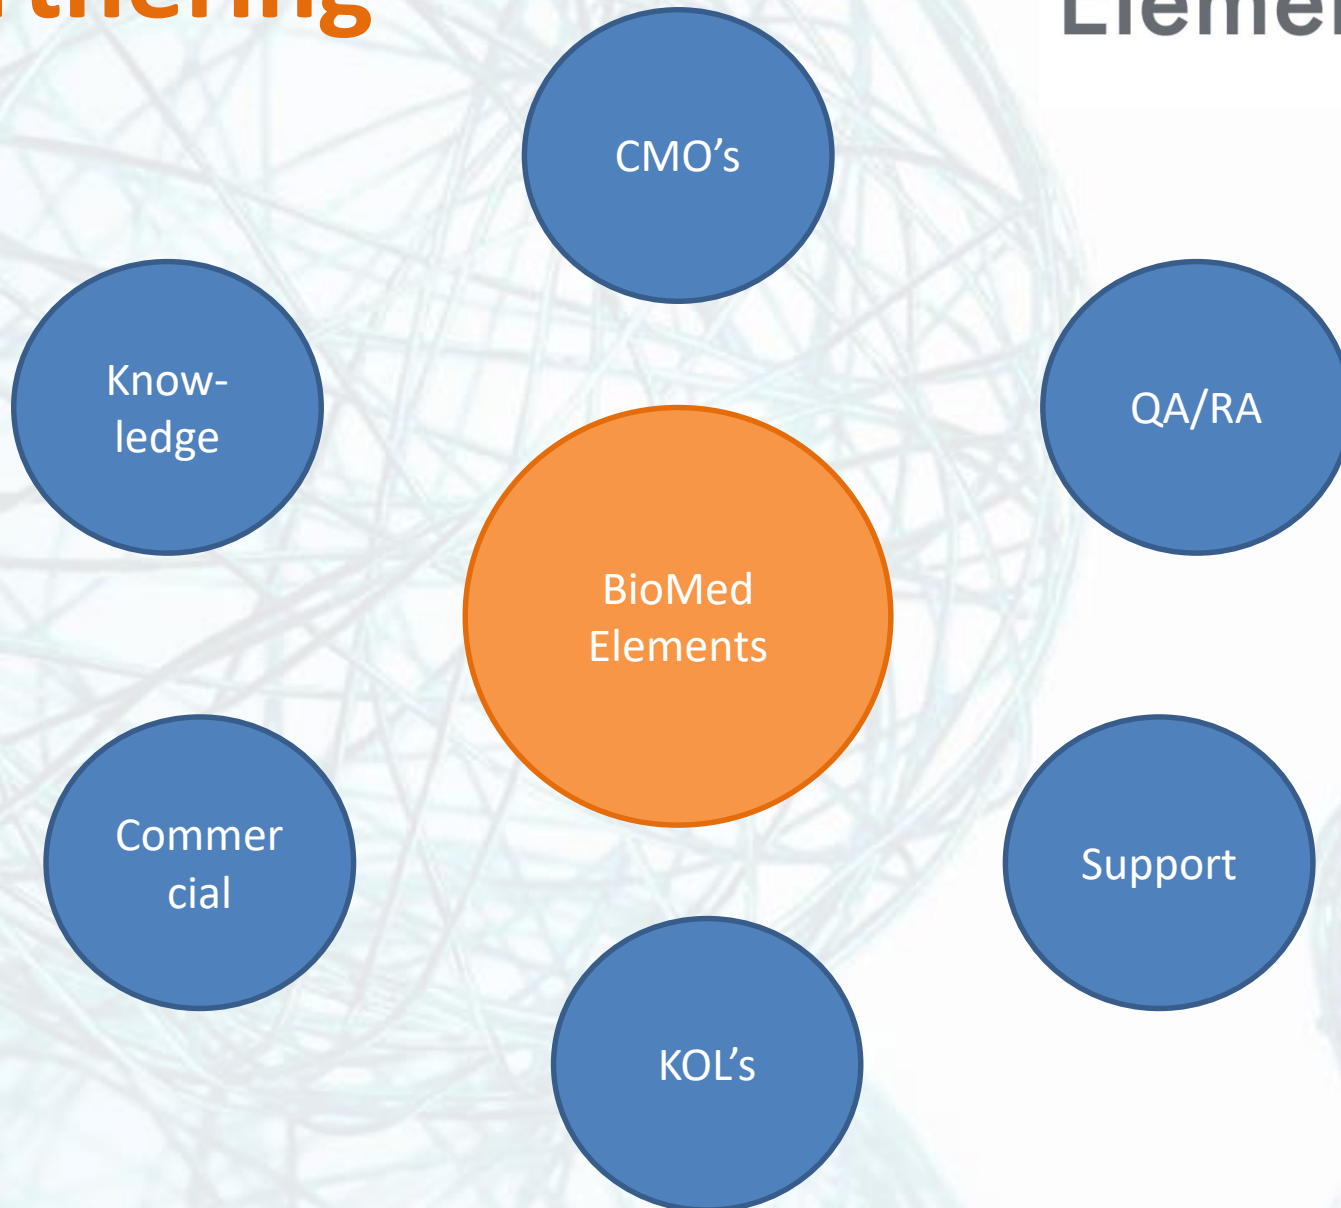 CMO's
Know-
ledge
QA/RA
BioMed
Elements
Commer
cial
Support
KOL's